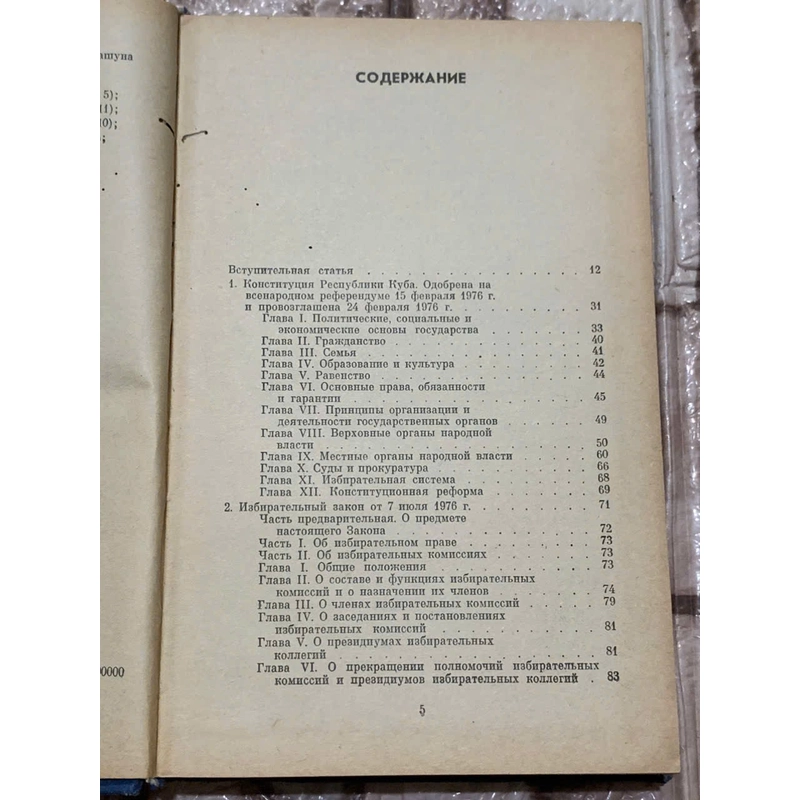 ашуна
5);
11);
10);
;
0000
СОДЕРЖАНИЕ
Вступительная статья . . . . . . . . . . . . . . 12
1. Конституция Республики Куба. Одобрена на
всенародном референдуме 15 февраля 1976 г.
и провозглашена 24 февраля 1976 г. . . . . . . . . 31
Глава I. Политические, социальные и
экономические основы государства . . . . . . . 33
Глава II. Гражданство . . . . . . . . . . . . 40
Глава III. Семья . . . . . . . . . . . . . . 41
Глава IV. Образование и культура . . . . . . . . 42
Глава V. Равенство . . . . . . . . . . . . . 44
Глава VI. Основные права, обязанности
и гарантии . . . . . . . . . . . . . . . 45
Глава VII. Принципы организации и
деятельности государственных органов . . . . . . 49
Глава VIII. Верховные органы народной
власти . . . . . . . . . . . . . . . . . 50
Глава IX. Местные органы народной власти . . . . . 60
Глава X. Суды и прокуратура . . . . . . . . . . 66
Глава XI. Избирательная система . . . . . . . . 68
Глава XII. Конституционная реформа . . . . . . . 69
2. Избирательный закон от 7 июля 1976 г. . . . . . . . 71
Часть предварительная. О предмете
настоящего Закона . . . . . . . . . . . . . 72
Часть I. Об избирательном праве . . . . . . . . 73
Часть II. Об избирательных комиссиях . . . . . . . 73
Глава I. Общие положения . . . . . . . . . . 73
Глава II. О составе и функциях избирательных
комиссий и о назначении их членов . . . . . . . 74
Глава III. О членах избирательных комиссий . . . . . 79
Глава IV. О заседаниях и постановлениях
избирательных комиссий . . . . . . . . . . . 81
Глава V. О президиумах избирательных
коллегий . . . . . . . . . . . . . . . . 81
Глава VI. О прекращении полномочий избирательных
комиссий и президиумов избирательных коллегий . 83
5